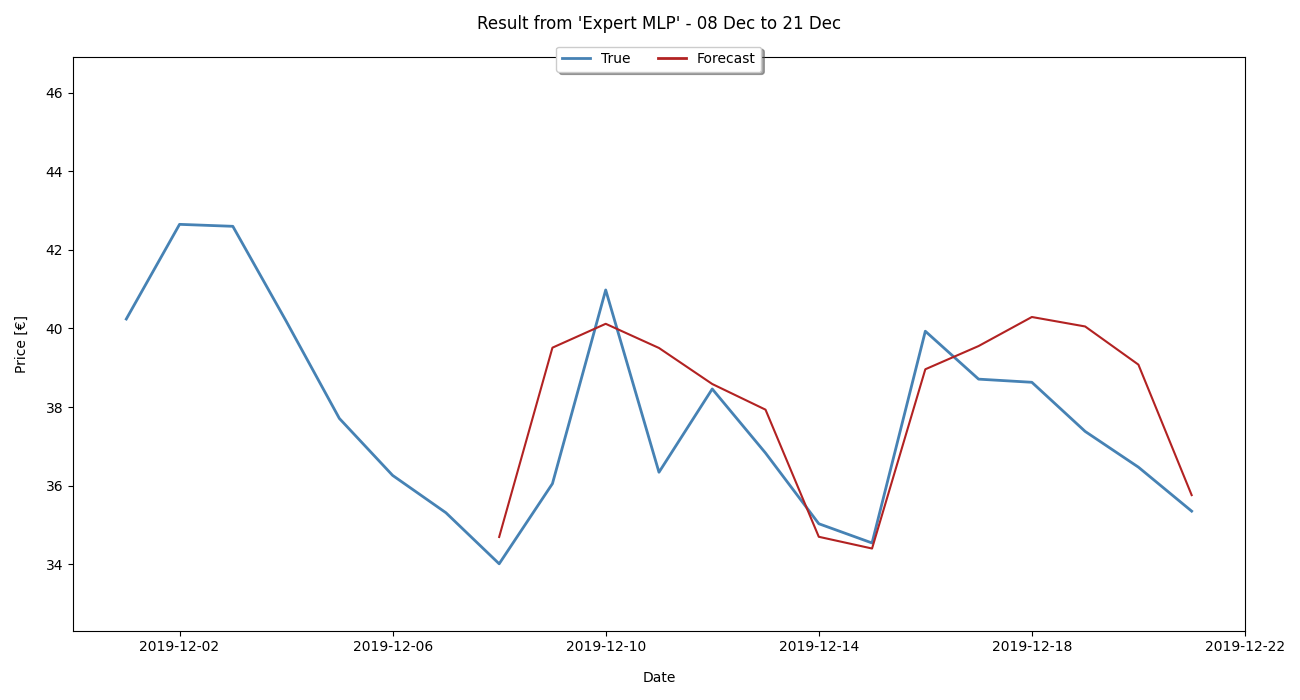 Result from 'Expert MLP' - 08 Dec to 21 Dec
True Forecast
46
44
42
40
38
36
34
Price [€]
2019-12-02 2019-12-06 2019-12-10 2019-12-14 2019-12-18 2019-12-22
Date